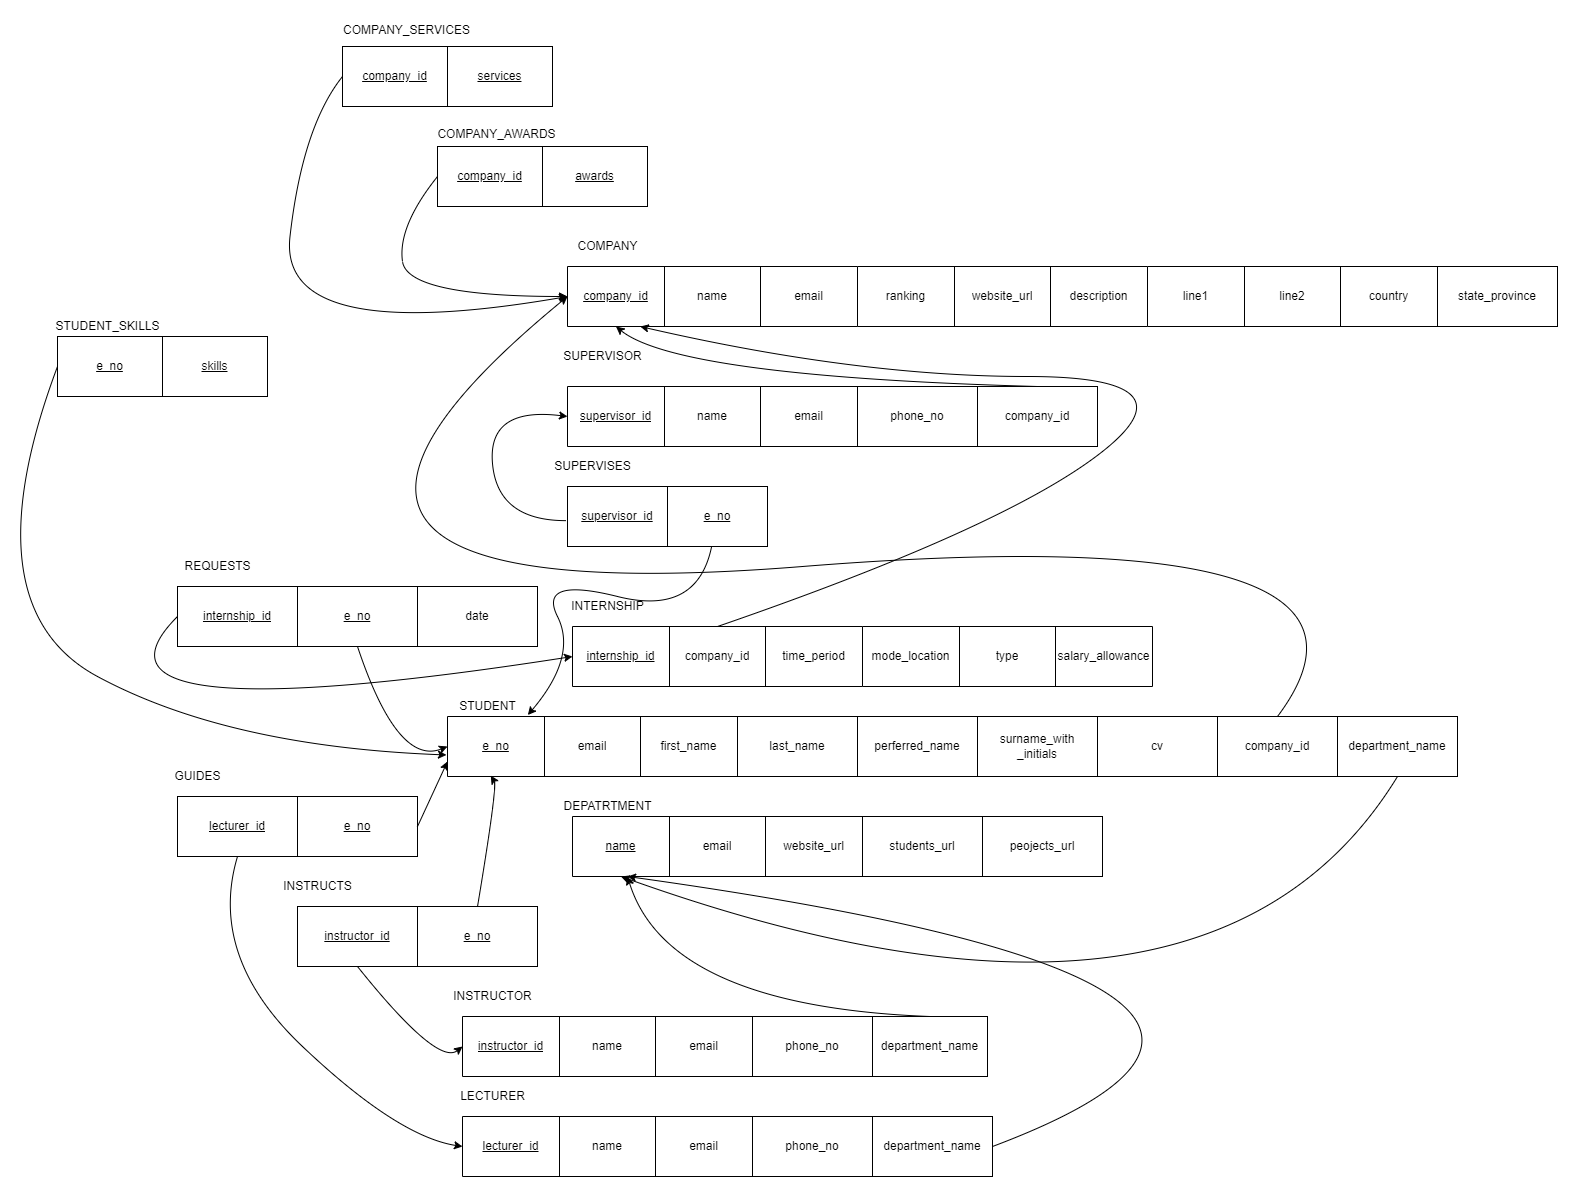 COMPANY_SERVICES
company_id services
COMPANY_AWARDS
company_id awards
COMPANY
company_id name email ranking website_url description line1 line2 country state_province
STUDENT_SKILLS
e_no skills
SUPERVISOR
supervisor_id name email phone_no company_id
SUPERVISES
supervisor_id e_no
REQUESTS
internship_id e_no date
INTERNSHIP
internship_id company_id time_period mode_location type salary_allowance
STUDENT
e_no email first_name last_name perferred_name surname_with
_initials cv company_id department_name
GUIDES
lecturer_id e_no
DEPATRTMENT
name email website_url students_url peojects_url
INSTRUCTS
instructor_id e_no
INSTRUCTOR
instructor_id name email phone_no department_name
LECTURER
lecturer_id name email phone_no department_name